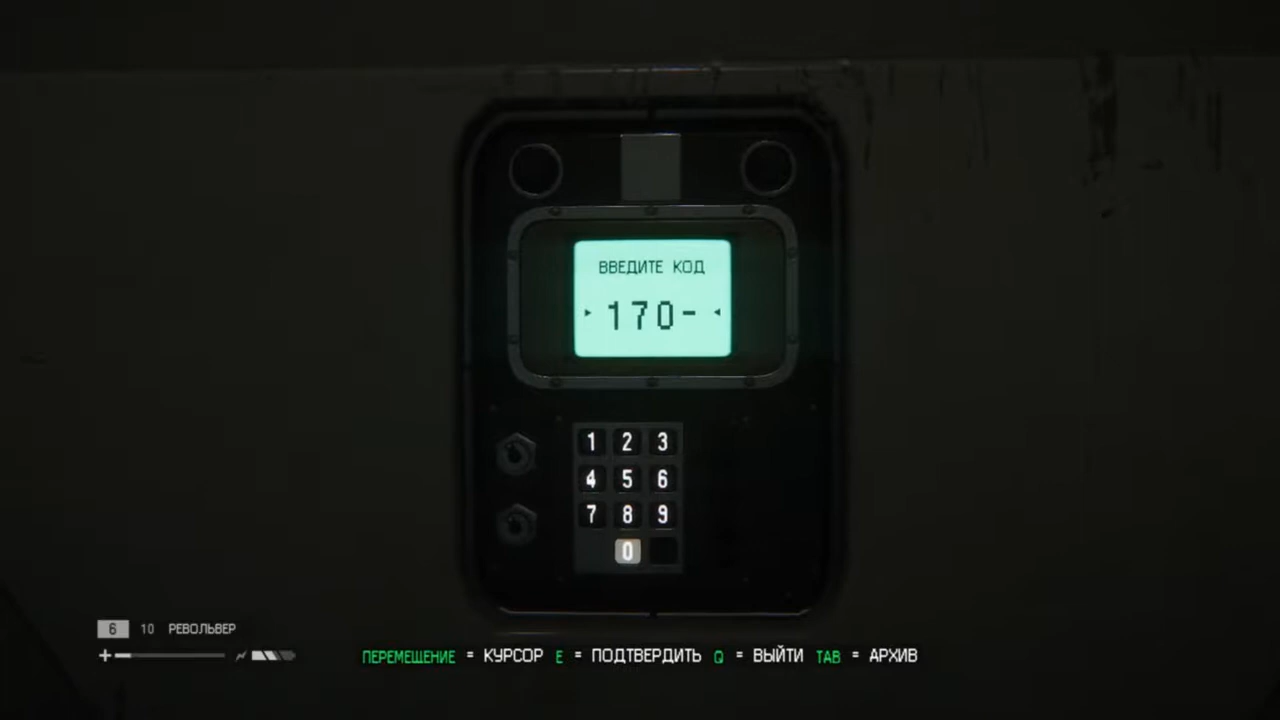 ВВЕДИТЕ КОД
170-
1 2 3
4 5 6
7 8 9
0
6 10 РЕВОЛЬВЕР
ПЕРЕМЕЩЕНИЕ = КУРСОР E = ПОДТВЕРДИТЬ Q = ВЫЙТИ TAB = АРХИВ